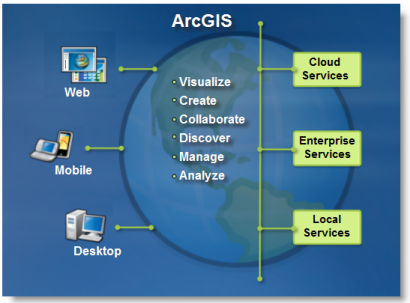 ArcGIS
Web
Mobile
Desktop
• Visualize
• Create
• Collaborate
• Discover
• Manage
• Analyze
Cloud
Services
Enterprise
Services
Local
Services